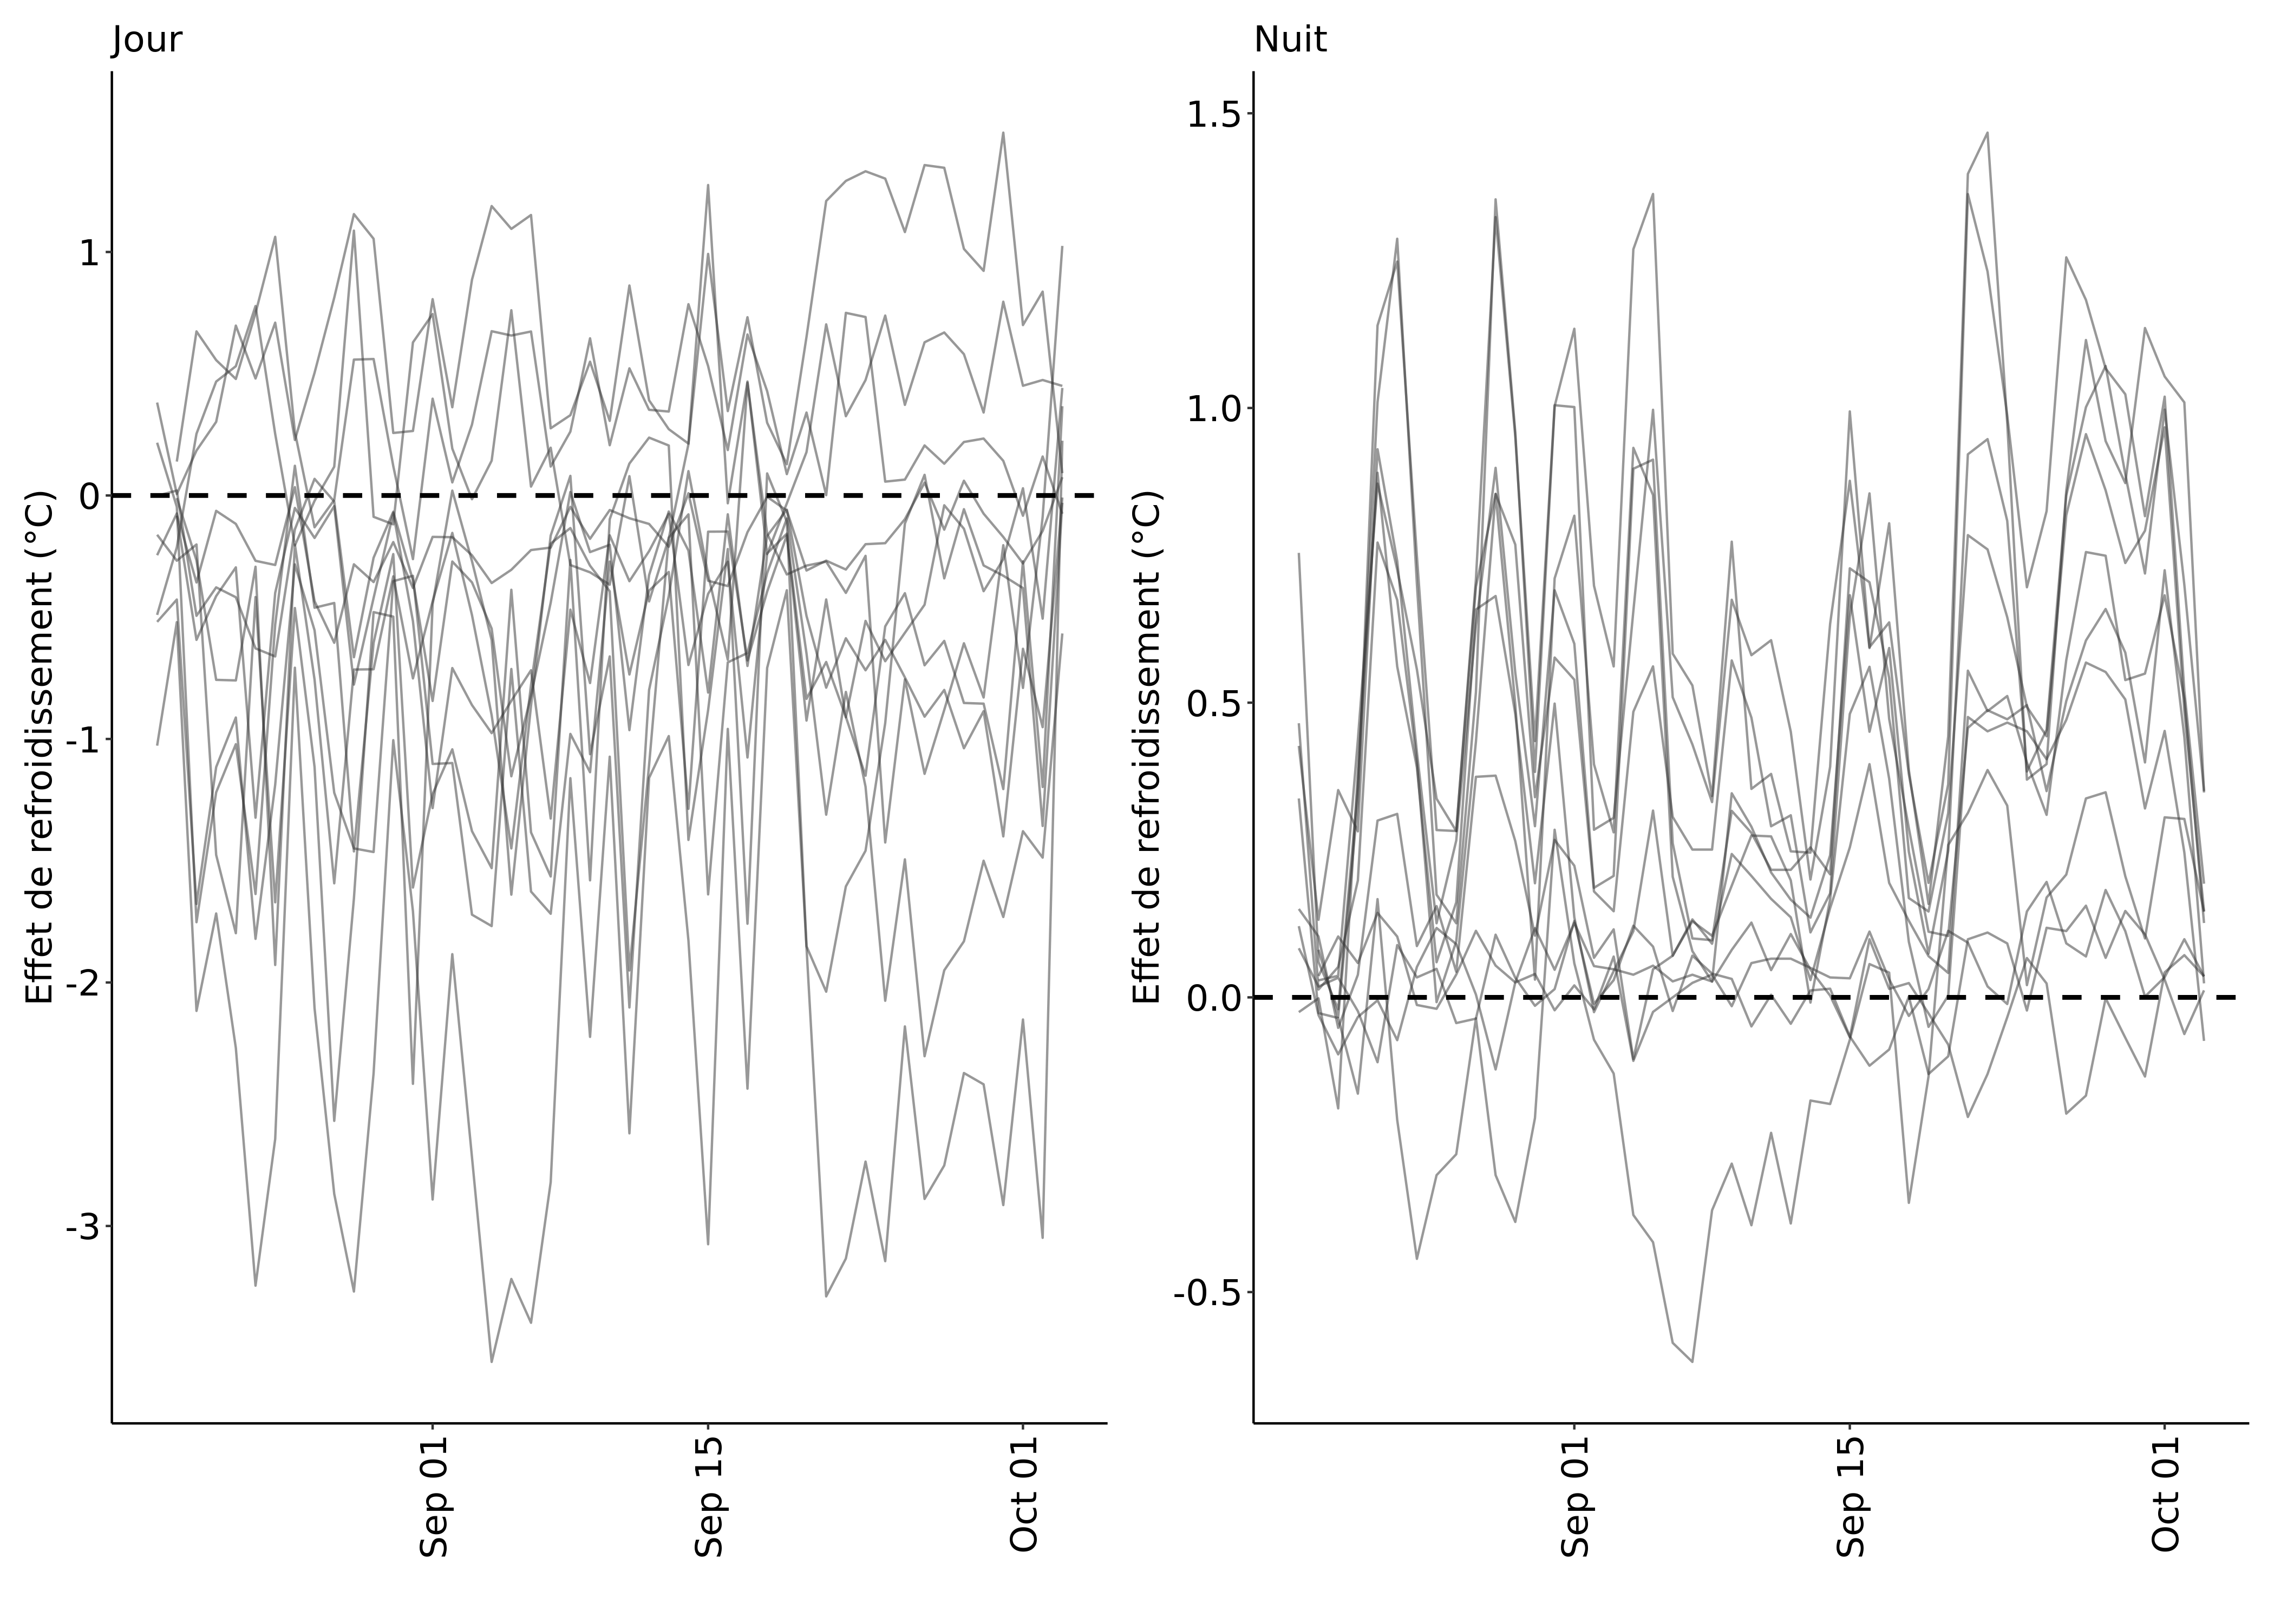 Jour
Effet de refroidissement (°C)
1
0
-1
-2
-3
Sep 01
Sep 15
Oct 01
Nuit
Effet de refroidissement (°C)
1.5
1.0
0.5
0.0
-0.5
Sep 01
Sep 15
Oct 01